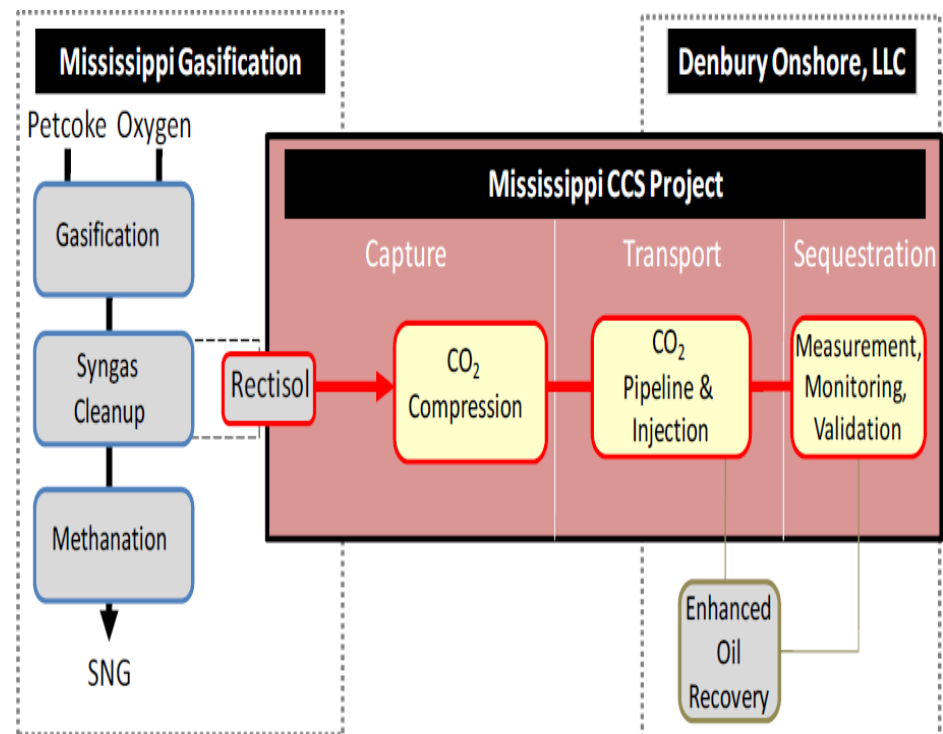 Mississippi Gasification
Denbury Onshore, LLC
Petcoke Oxygen
Mississippi CCS Project
Gasification
Capture
Transport
Sequestration
Syngas
Cleanup
Rectisol
CO₂
Compression
CO₂
Pipeline &
Injection
Measurement,
Monitoring,
Validation
Methanation
SNG
Enhanced
Oil
Recovery